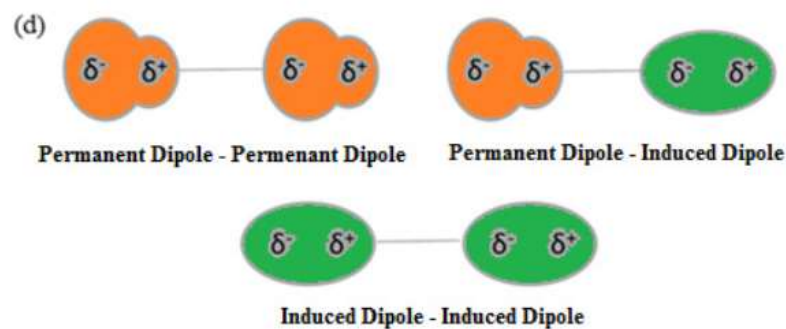 (d)
δ- δ+ δ- δ+ δ- δ+ δ- δ+
Permanent Dipole - Permenant Dipole Permanent Dipole - Induced Dipole
δ- δ+ δ- δ+
Induced Dipole - Induced Dipole